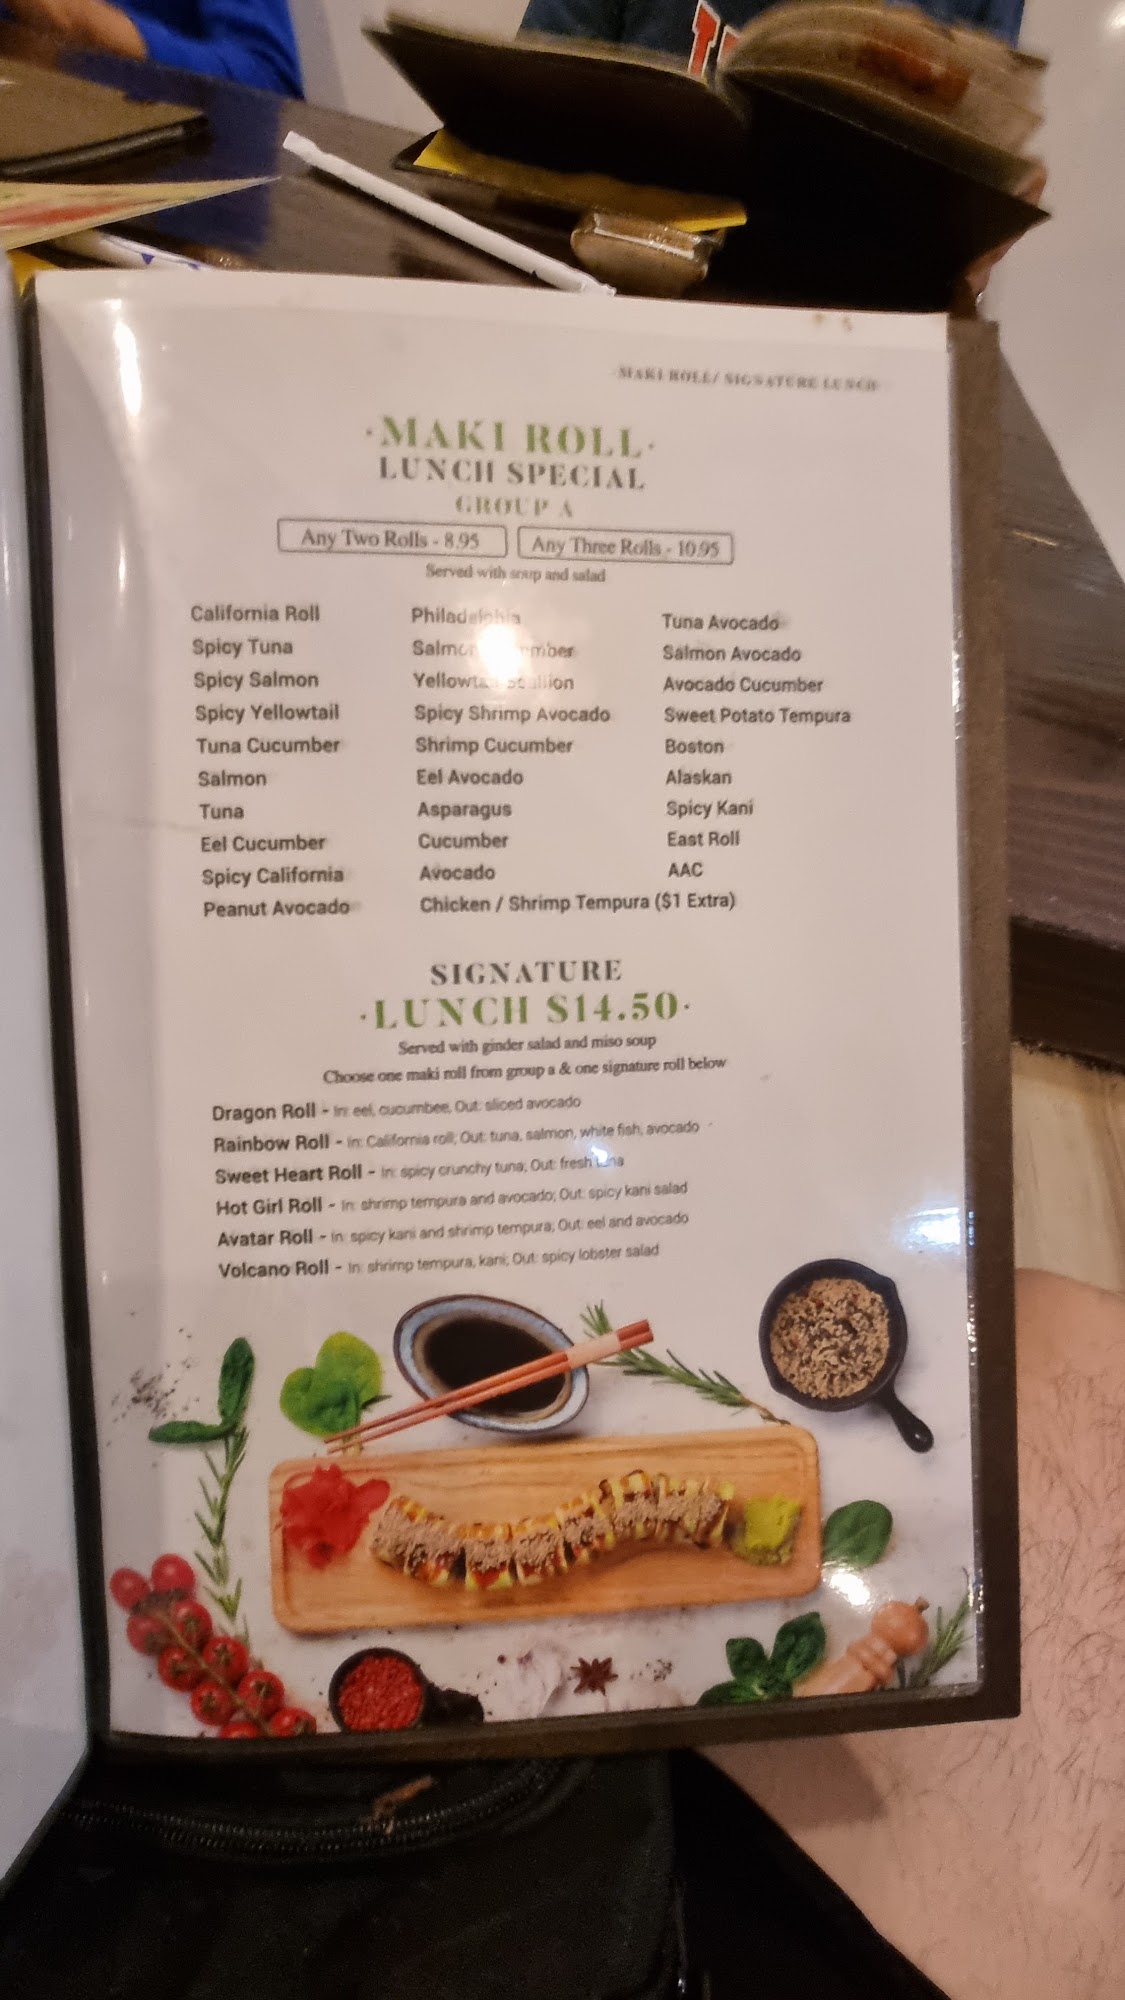 MAKI ROLL/ SIGNATURE LUNCH
·MAKI ROLL·
LUNCH SPECIAL
GROUP A
Any Two Rolls - 8.95
Any Three Rolls - 10.95
Served with soup and salad
California Roll
Spicy Tuna
Spicy Salmon
Spicy Yellowtail
Tuna Cucumber
Salmon
Tuna
Eel Cucumber
Spicy California
Peanut Avocado
Philadelphia
Salmon Cucumber
Yellowtail Scallion
Spicy Shrimp Avocado
Shrimp Cucumber
Eel Avocado
Asparagus
Cucumber
Avocado
Chicken / Shrimp Tempura ($1 Extra)
Tuna Avocado
Salmon Avocado
Avocado Cucumber
Sweet Potato Tempura
Boston
Alaskan
Spicy Kani
East Roll
AAC
SIGNATURE
·LUNCH $14.50·
Served with ginder salad and miso soup
Choose one maki roll from group a & one signature roll below
Dragon Roll - In: eel, cucumbee, Out: sliced avocado
Rainbow Roll - In: California roll; Out: tuna, salmon, white fish, avocado
Sweet Heart Roll - In: spicy crunchy tuna; Out: fresh tuna
Hot Girl Roll - In: shrimp tempura and avocado; Out: spicy kani salad
Avatar Roll - In: spicy kani and shrimp tempura; Out: eel and avocado
Volcano Roll - In: shrimp tempura, kani; Out: spicy lobster salad